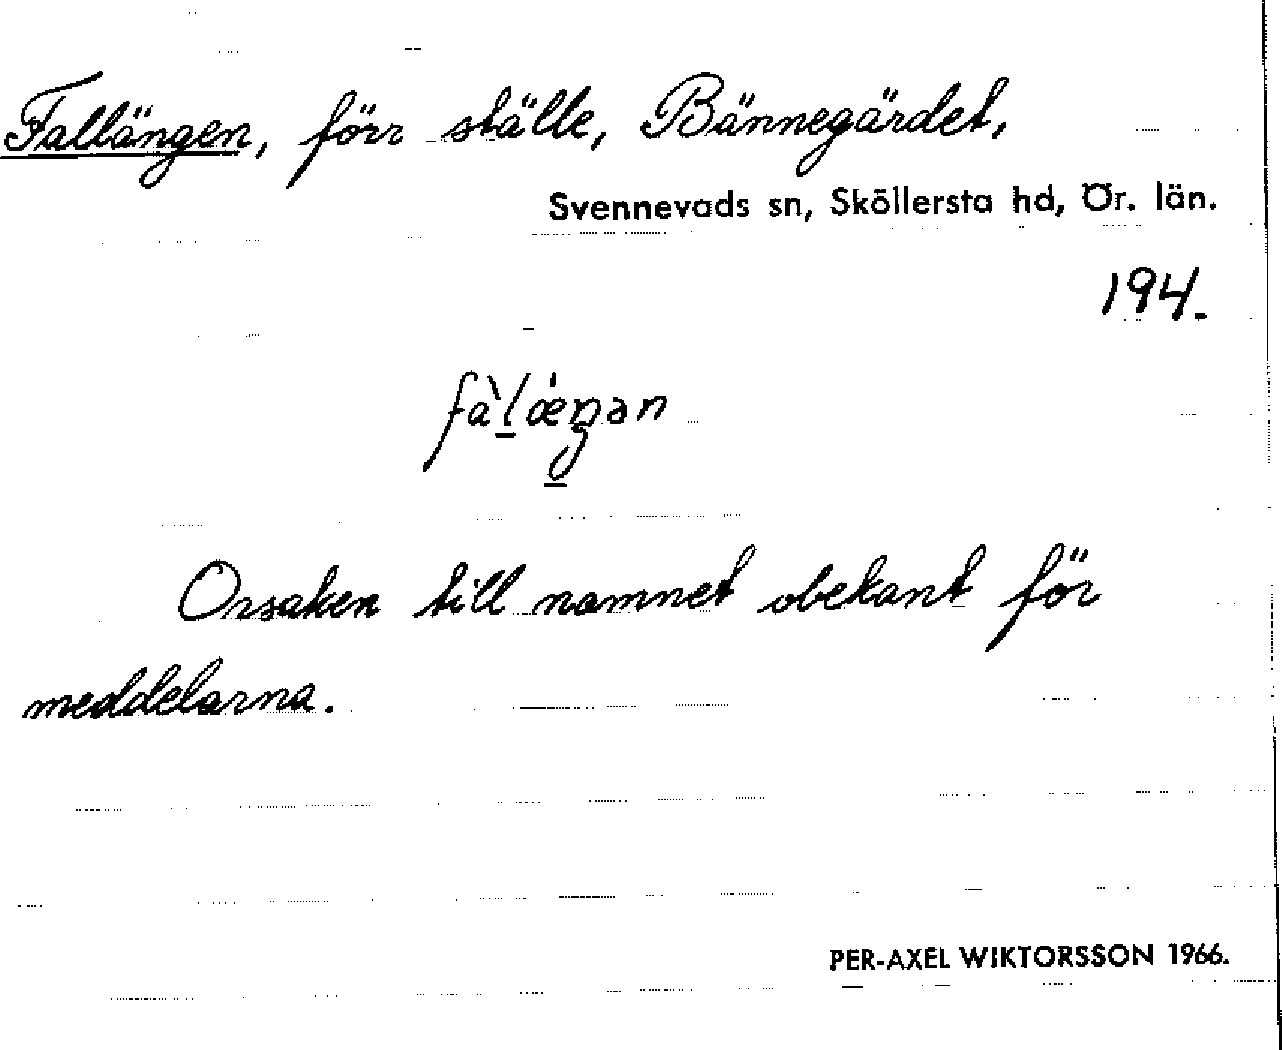 Fallängen, förr ställe, Bännegärdet,
Svennevads sn, Sköllersta hd, Ör. län.
194.
fàlǽŋən
Orsaken till namnet obekant för
meddelarna.
PER-AXEL WIKTORSSON 1966.